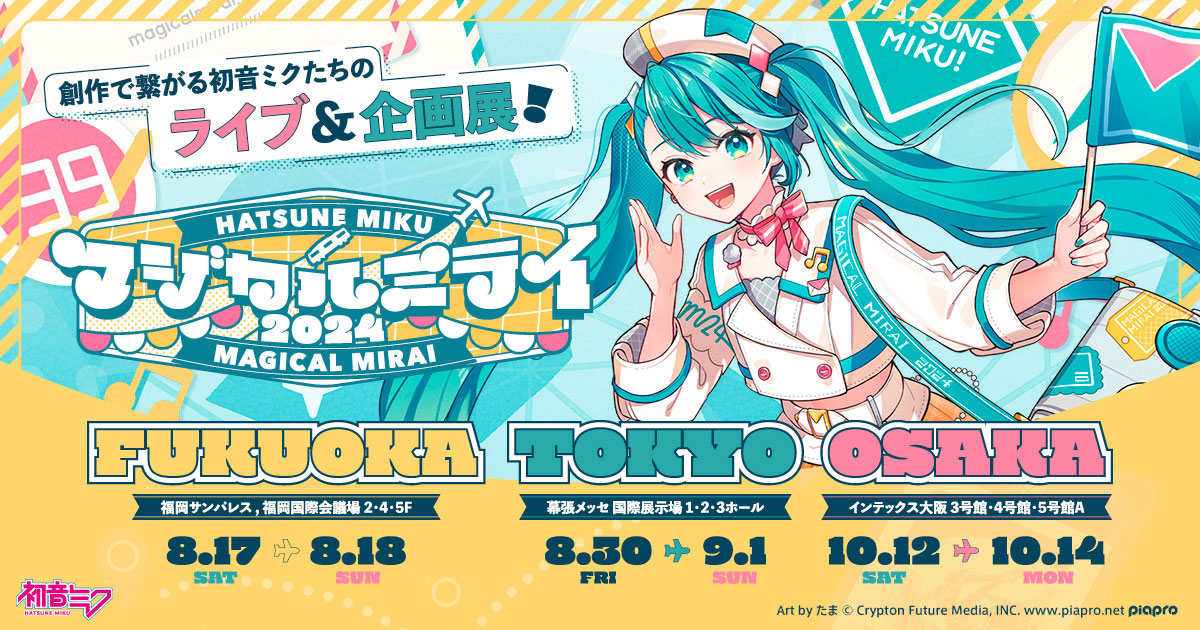 magical mirai
HATSUNE
MIKU!
創作で繋がる初音ミクたちの
ライブ&企画展!
39
HATSUNE MIKU
マジカルミライ
2024
MAGICAL MIRAI
MAGICAL MIRAI 2024
MAGICAL
MIRAI
FUKUOKA
福岡サンパレス , 福岡国際会議場 2・4・5F
8.17 8.18
SAT SUN
TOKYO
幕張メッセ 国際展示場 1・2・3ホール
8.30 9.1
FRI SUN
OSAKA
インテックス大阪 3号館・4号館・5号館A
10.12 10.14
SAT MON
初音ミク
HATSUNE MIKU
Art by たま © Crypton Future Media, INC. www.piapro.net piapro